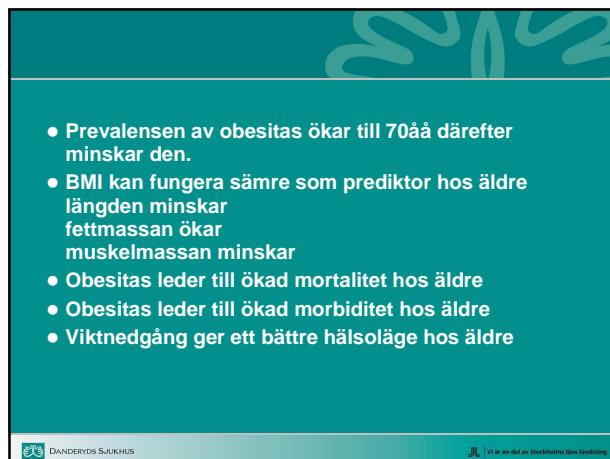 • Prevalensen av obesitas ökar till 70åå därefter
minskar den.
• BMI kan fungera sämre som prediktor hos äldre
längden minskar
fettmassan ökar
muskelmassan minskar
• Obesitas leder till ökad mortalitet hos äldre
• Obesitas leder till ökad morbiditet hos äldre
• Viktnedgång ger ett bättre hälsoläge hos äldre
DANDERYDS SJUKHUS
Vi är en del av Stockholms läns landsting